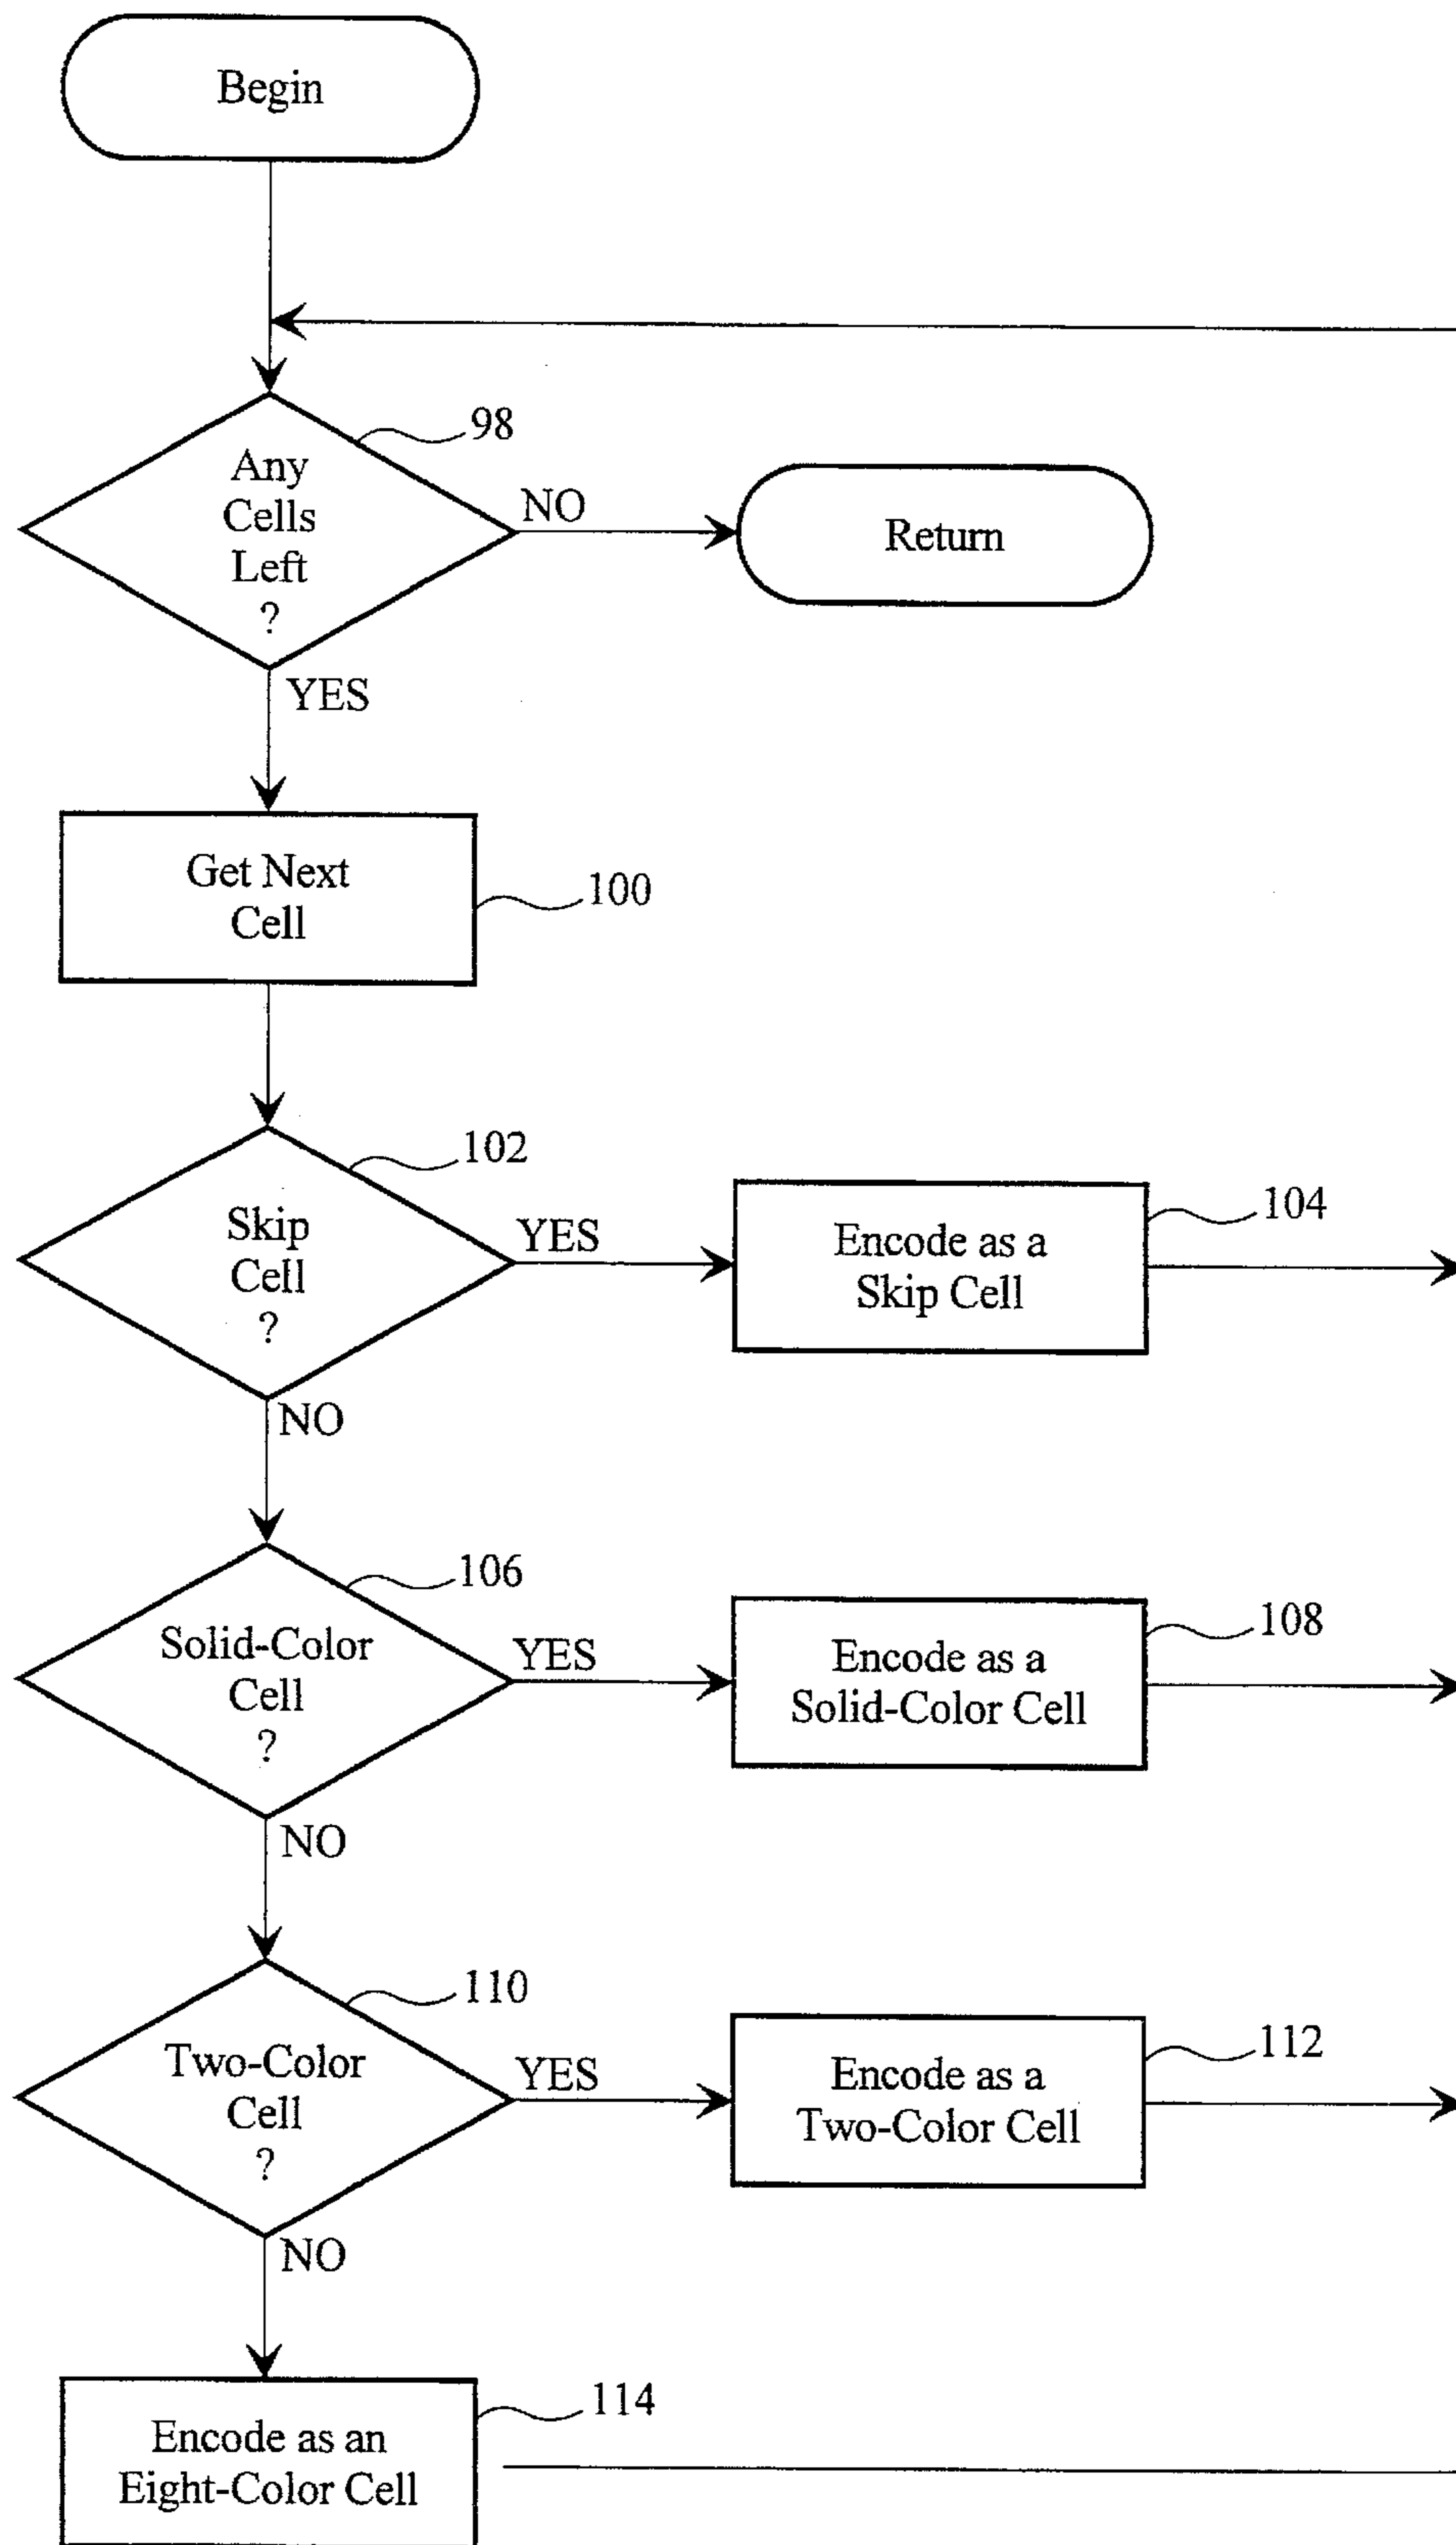 Begin
98
Any
Cells
Left
?
NO
Return
YES
Get Next
Cell
100
102
Skip
Cell
?
YES
Encode as a
Skip Cell
104
NO
106
Solid-Color
Cell
?
YES
Encode as a
Solid-Color Cell
108
NO
110
Two-Color
Cell
?
YES
Encode as a
Two-Color Cell
112
NO
Encode as an
Eight-Color Cell
114